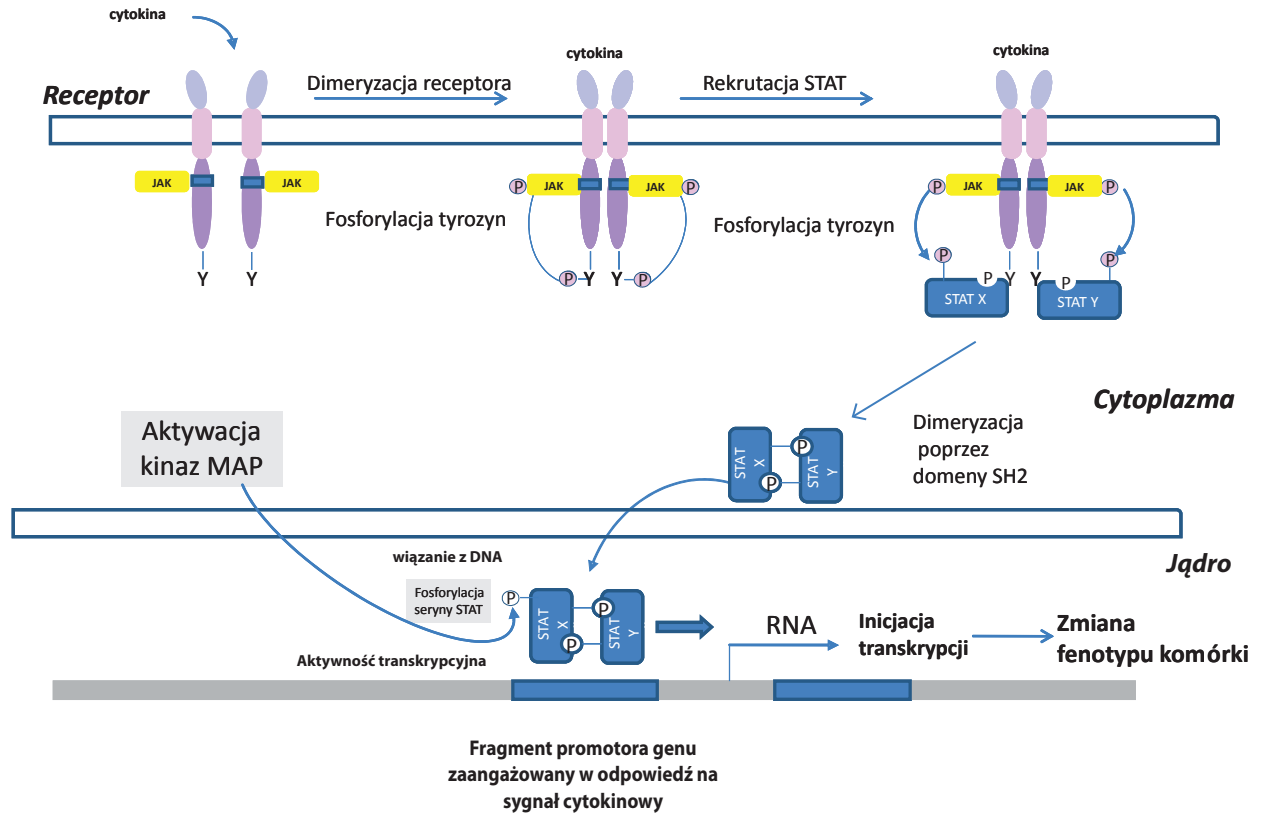 cytokina
cytokina
cytokina
Receptor
Dimeryzacja receptora
Rekrutacja STAT
JAK
JAK
P
JAK
JAK
P
P
JAK
JAK
P
Fosforylacja tyrozyn
Fosforylacja tyrozyn
Y
Y
P
Y
Y
P
P
P
P
Y
Y
P
STAT X
STAT Y
Cytoplazma
Aktywacja
kinaz MAP
Dimeryzacja
poprzez
domeny SH2
STAT
X
P
P
STAT
Y
Jądro
wiązanie z DNA
Fosforylacja
seryny STAT
P
STAT
X
P
P
STAT
Y
RNA
Inicjacja
transkrypcji
Zmiana
fenotypu komórki
Aktywność transkrypcyjna
Fragment promotora genu
zaangażowany w odpowiedź na
sygnał cytokinowy